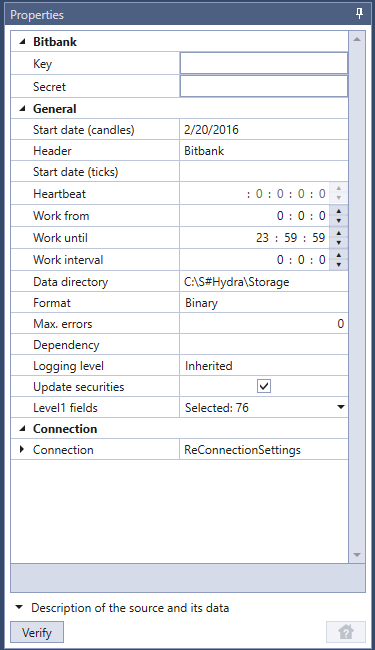 Properties
Bitbank
Key
Secret
General
Start date (candles) 2/20/2016
Header Bitbank
Start date (ticks)
Heartbeat : 0 : 0 : 0 : 0
Work from 0 : 0 : 0
Work until 23 : 59 : 59
Work interval 0 : 0 : 0
Data directory C:\S#Hydra\Storage
Format Binary
Max. errors 0
Dependency
Logging level Inherited
Update securities
Level1 fields Selected: 76
Connection
Connection ReConnectionSettings
Description of the source and its data
Verify
?